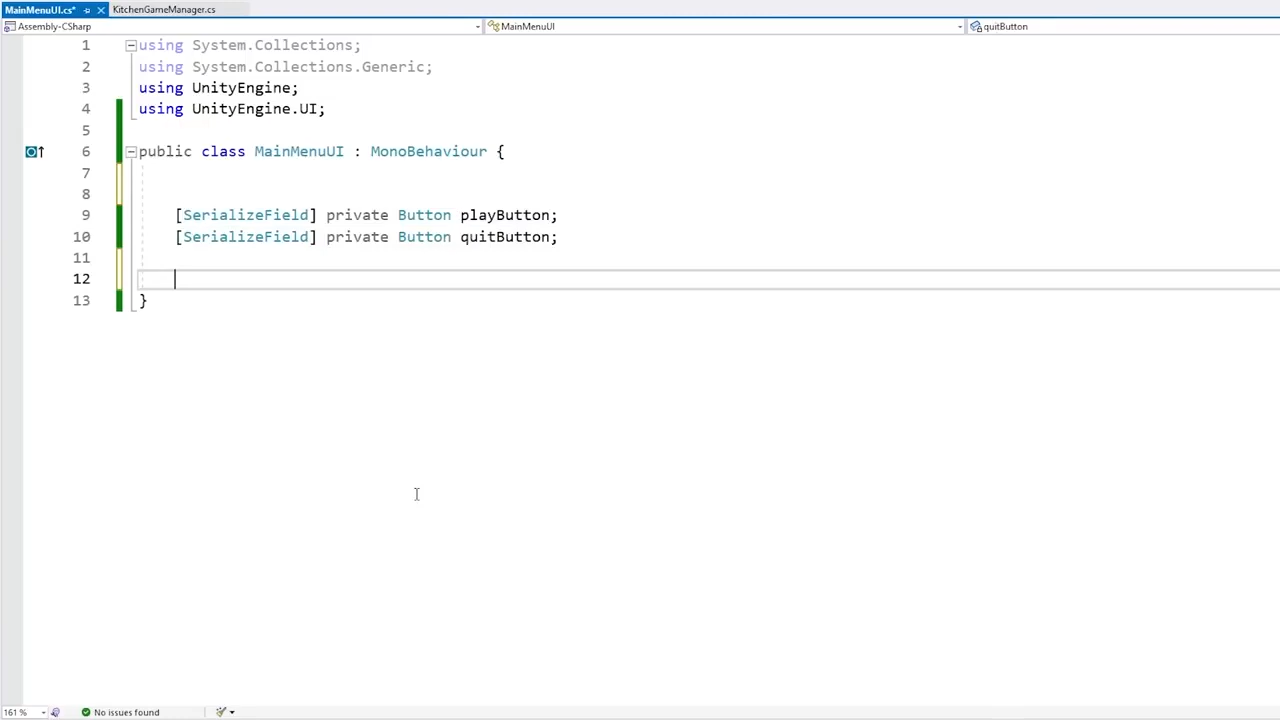 MainMenuUI.cs* KitchenGameManager.cs
Assembly-CSharp MainMenuUI quitButton
1 using System.Collections;
2 using System.Collections.Generic;
3 using UnityEngine;
4 using UnityEngine.UI;
5
6 public class MainMenuUI : MonoBehaviour {
7
8
9 [SerializeField] private Button playButton;
10 [SerializeField] private Button quitButton;
11
12
13 }
161 % No issues found